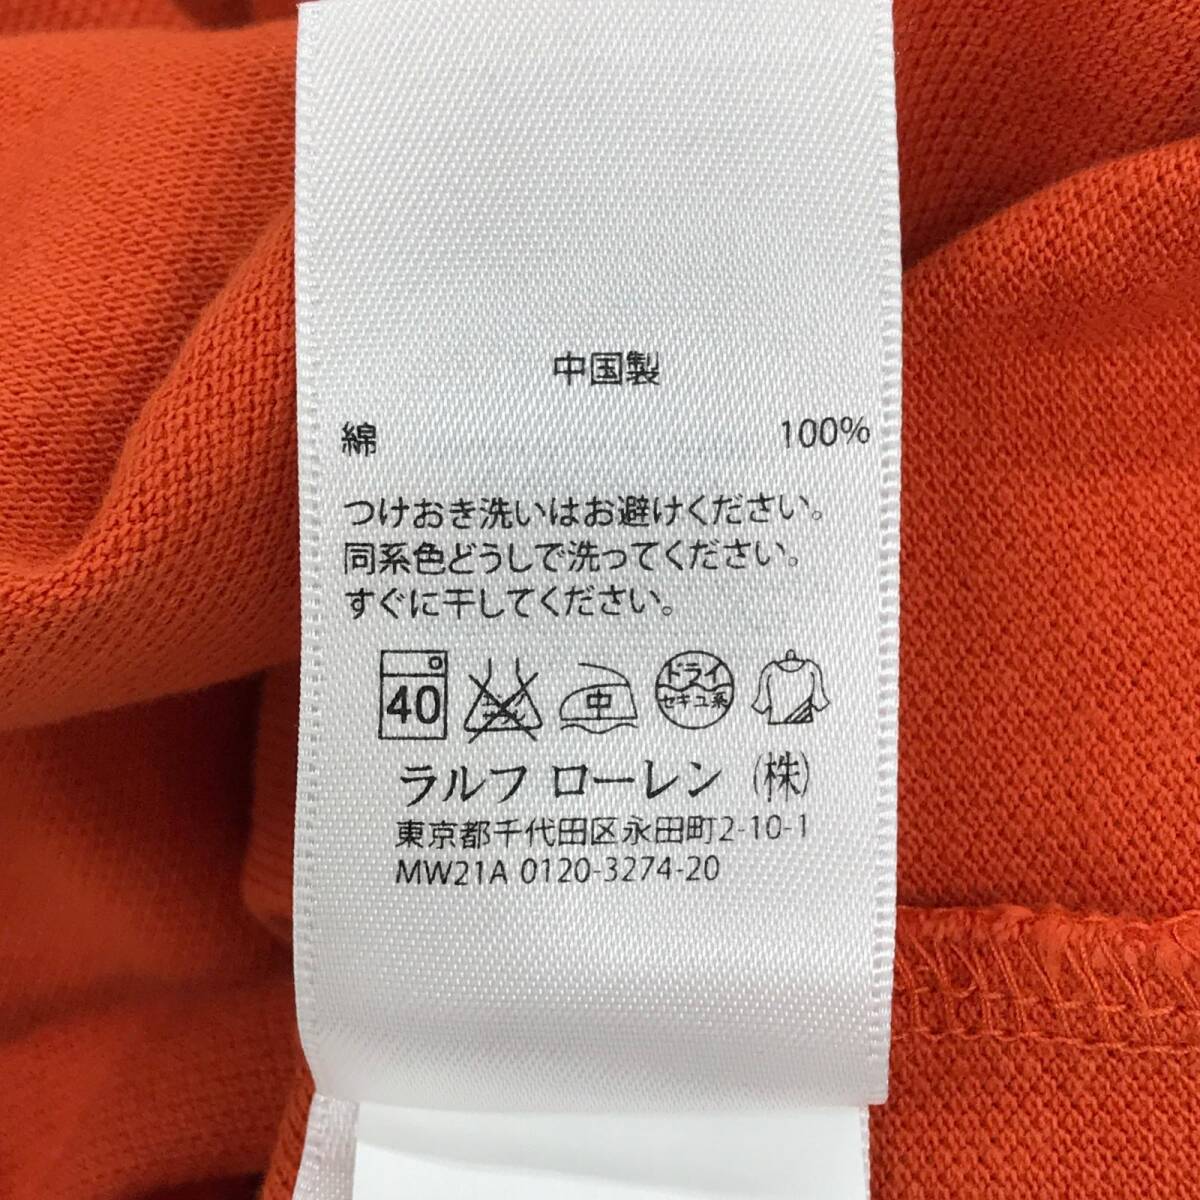 中国製
綿 100%
つけおき洗いはお避けください。
同系色どうしで洗ってください。
すぐに干してください。
40 中 ドライ セキユ系
ラルフ ローレン (株)
東京都千代田区永田町2-10-1
MW21A 0120-3274-20